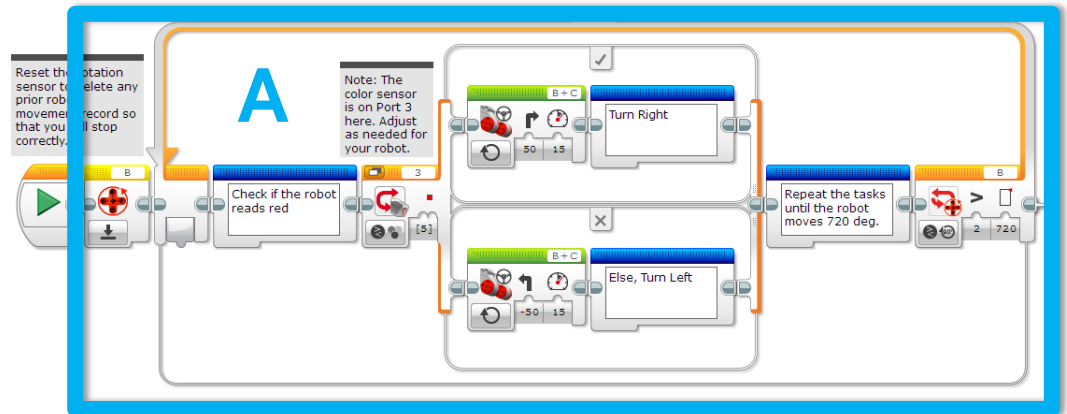 Reset the rotation
sensor to delete any
prior robot
movement record so
that you will stop
correctly.
A
Note: The
color sensor
is on Port 3
here. Adjust
as needed for
your robot.
B
Check if the robot
reads red
3
[5]
B + C
50 15
Turn Right
B + C
-50 15
Else, Turn Left
Repeat the tasks
until the robot
moves 720 deg.
B
>
2 720